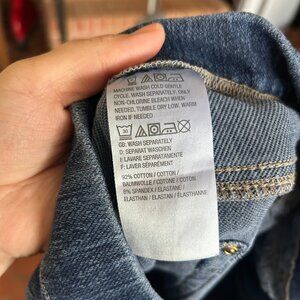 MACHINE WASH COLD GENTLE
CYCLE. WASH SEPARATELY. ONLY
NON-CHLORINE BLEACH WHEN
NEEDED. TUMBLE DRY LOW. WARM
IRON IF NEEDED
GB: WASH SEPARATELY
D: SEPARAT WASCHEN
I: LAVARE SEPARATAMENTE
F: LAVER SÉPARÉMENT
92% COTTON / COTTON /
BAUMWOLLE / COTONE / COTON
8% SPANDEX / ELASTANE /
ELASTHAN / ELASTAN / ÉLASTHANNE